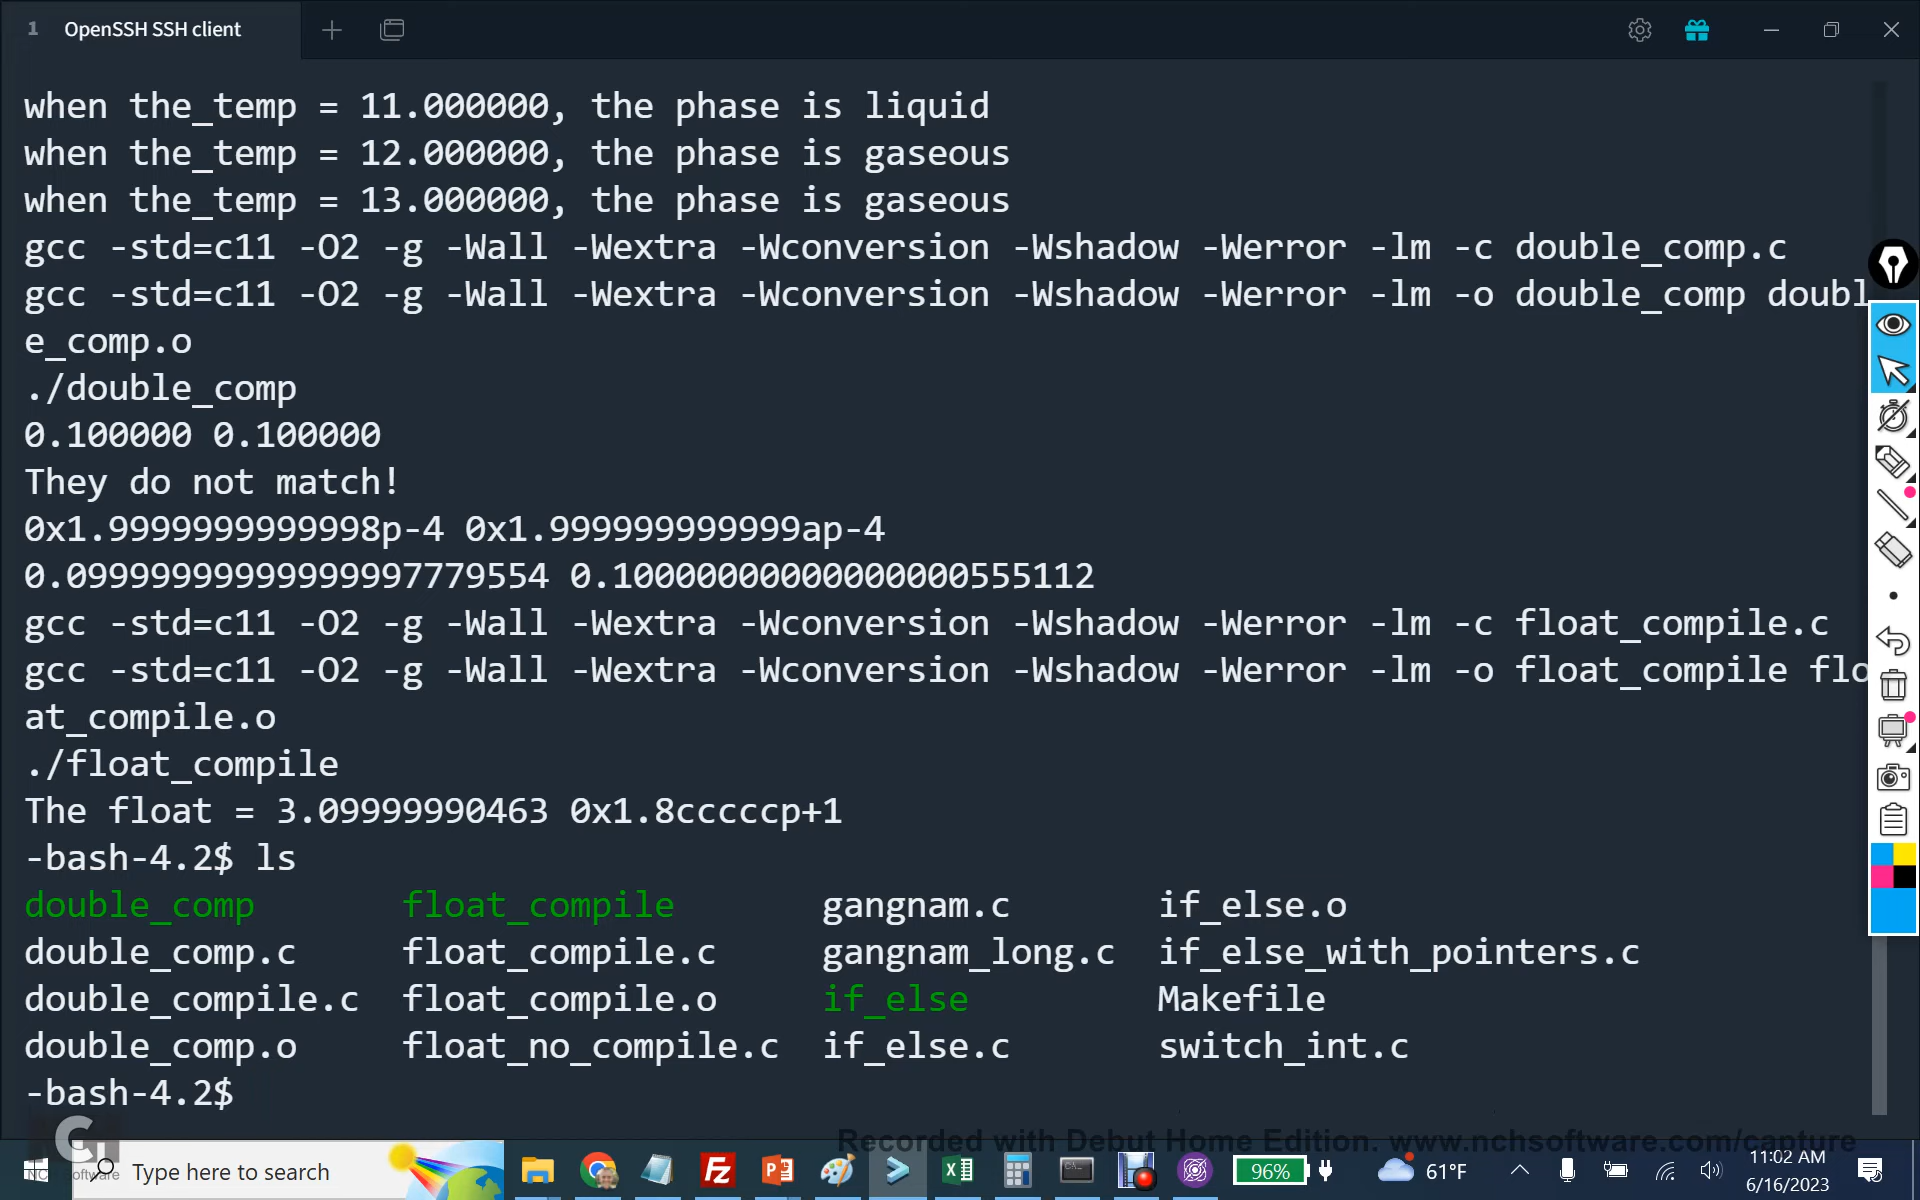 1 OpenSSH SSH client
when the_temp = 11.000000, the phase is liquid
when the_temp = 12.000000, the phase is gaseous
when the_temp = 13.000000, the phase is gaseous
gcc -std=c11 -O2 -g -Wall -Wextra -Wconversion -Wshadow -Werror -lm -c double_comp.c
gcc -std=c11 -O2 -g -Wall -Wextra -Wconversion -Wshadow -Werror -lm -o double_comp doubl
e_comp.o
./double_comp
0.100000 0.100000
They do not match!
0x1.9999999999998p-4 0x1.999999999999ap-4
0.09999999999999997779554 0.10000000000000000555112
gcc -std=c11 -O2 -g -Wall -Wextra -Wconversion -Wshadow -Werror -lm -c float_compile.c
gcc -std=c11 -O2 -g -Wall -Wextra -Wconversion -Wshadow -Werror -lm -o float_compile flo
at_compile.o
./float_compile
The float = 3.09999990463 0x1.8cccccp+1
-bash-4.2$ ls
double_comp float_compile gangnam.c if_else.o
double_comp.c float_compile.c gangnam_long.c if_else_with_pointers.c
double_compile.c float_compile.o if_else Makefile
double_comp.o float_no_compile.c if_else.c switch_int.c
-bash-4.2$
Recorded with Debut Home Edition. www.nchsoftware.com/capture
Type here to search
96%
61°F
11:02 AM
6/16/2023